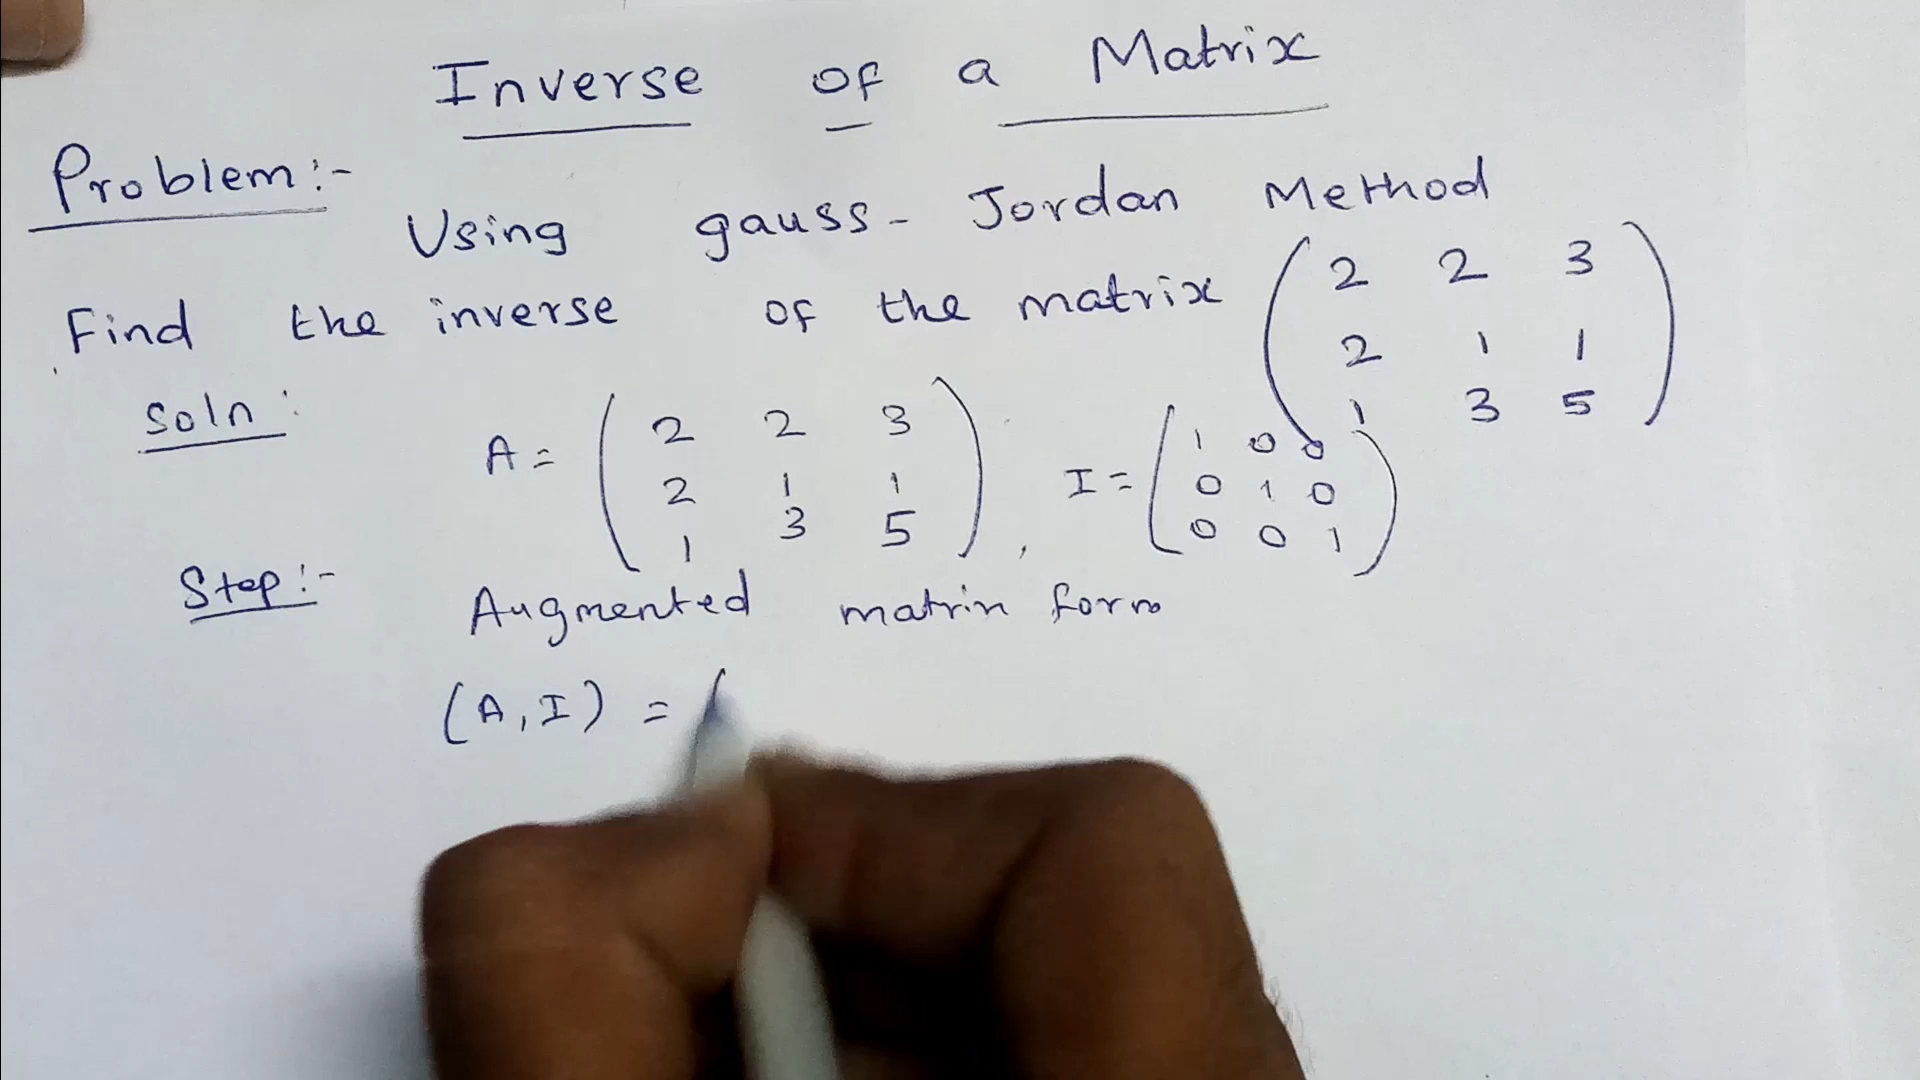 Inverse of a Matrix
Problem:-
Using gauss-Jordan Method
Find the inverse of the matrix (2 2 3
2 1 1
1 3 5)
Soln:
A = (2 2 3
2 1 1
1 3 5), I = (1 0 0
0 1 0
0 0 1)
Step:- Augmented matrix form
(A, I) = (